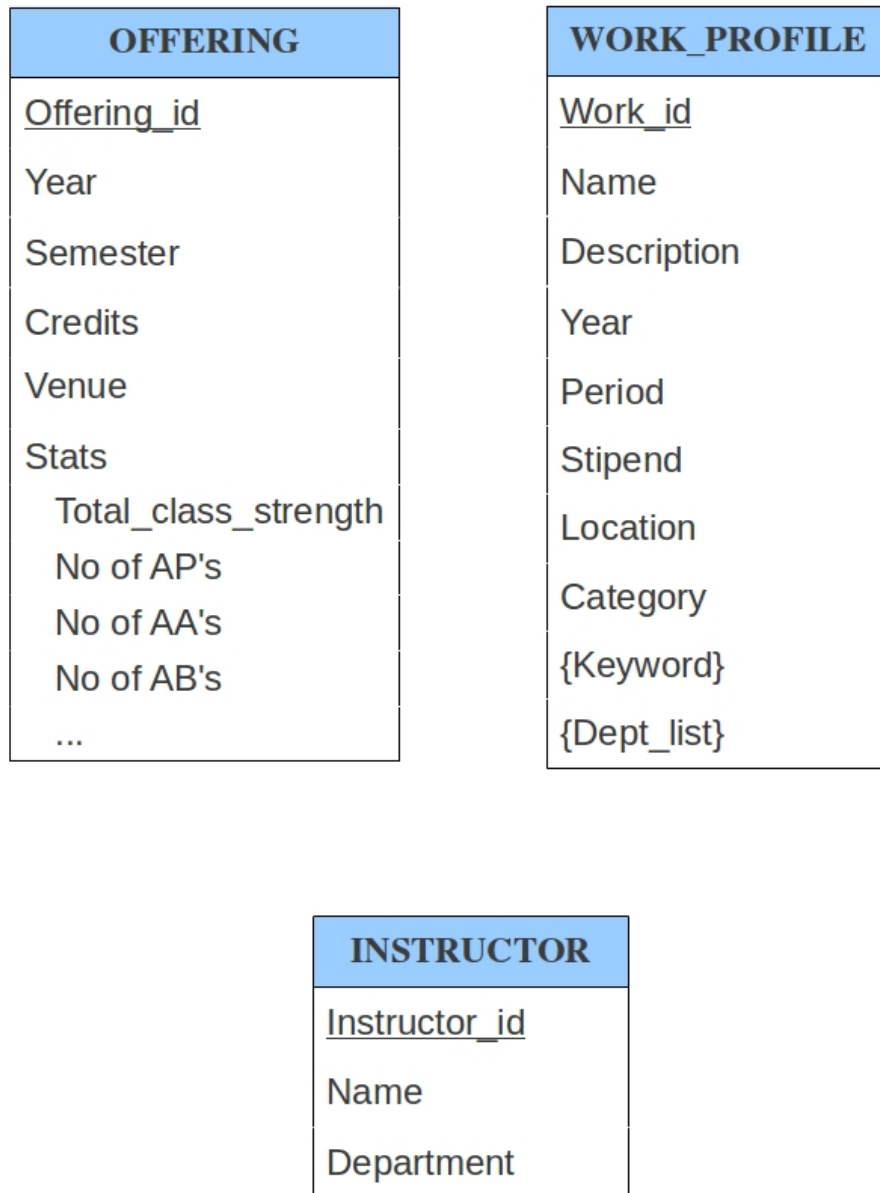 OFFERING
Offering_id
Year
Semester
Credits
Venue
Stats
Total_class_strength
No of AP's
No of AA's
No of AB's
...
WORK_PROFILE
Work_id
Name
Description
Year
Period
Stipend
Location
Category
{Keyword}
{Dept_list}
INSTRUCTOR
Instructor_id
Name
Department